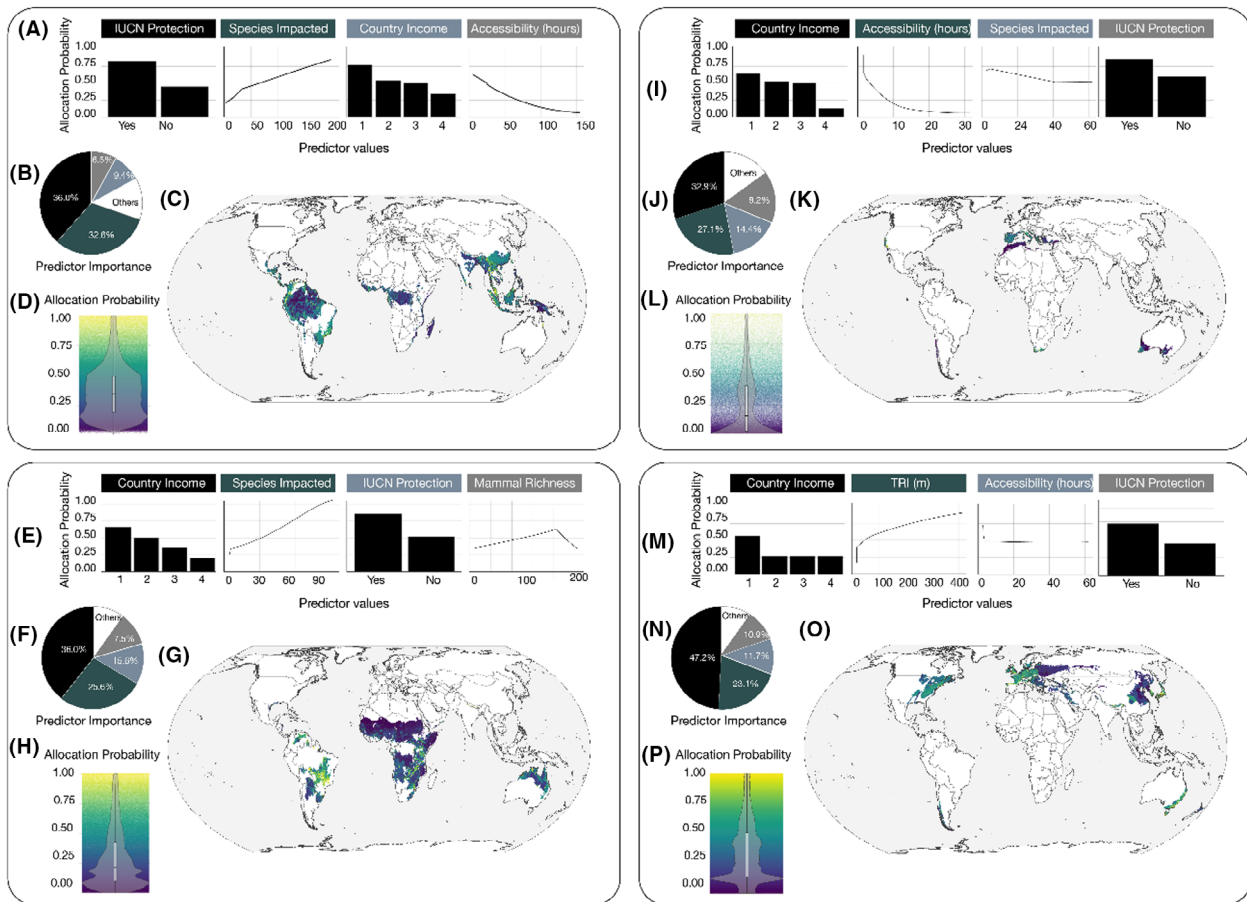 (A)
IUCN Protection Species Impacted Country Income Accessibility (hours)
Allocation Probability
1.00
0.75
0.25
0.00
Yes No
0 50 100 150 200
1 2 3 4
0 50 100 150
Predictor values
(B)
6.5%
9.4%
Others
32.6%
Predictor Importance
(C)
(D)
Allocation Probability
1.00
0.75
0.50
0.25
0.00
(I)
Country Income Accessibility (hours) Species Impacted IUCN Protection
Allocation Probability
1.00
0.75
0.25
0.00
1 2 3 4
0 10 20 30
0 24 40 60
Yes No
Predictor values
(J)
Others
32.9%
8.2%
27.1%
14.4%
Predictor Importance
(K)
(L)
Allocation Probability
1.00
0.75
0.50
0.25
0.00
(E)
Country Income Species Impacted IUCN Protection Mammal Richness
Allocation Probability
1.00
0.75
0.50
0.25
0.00
1 2 3 4
0 30 60 100
Yes No
0 50 100 200
Predictor values
(F)
Others
7.5%
36.0%
15.6%
25.6%
Predictor Importance
(G)
(H)
Allocation Probability
1.00
0.75
0.50
0.25
0.00
(M)
Country Income TRI (m) Accessibility (hours) IUCN Protection
Allocation Probability
1.00
0.75
0.50
0.25
0.00
1 2 3 4
0 100 200 300 400
0 20 40 60
Yes No
Predictor values
(N)
Others
10.9%
47.2%
11.7%
23.1%
Predictor Importance
(O)
(P)
Allocation Probability
1.00
0.75
0.50
0.25
0.00